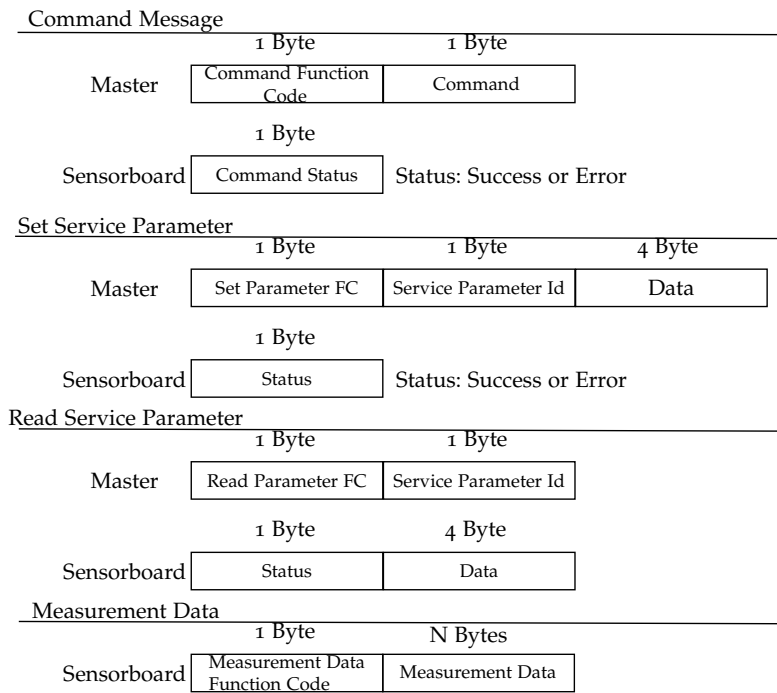 Command Message
1 Byte 1 Byte
Master Command Function Code Command
1 Byte
Sensorboard Command Status Status: Success or Error
Set Service Parameter
1 Byte 1 Byte 4 Byte
Master Set Parameter FC Service Parameter Id Data
1 Byte
Sensorboard Status Status: Success or Error
Read Service Parameter
1 Byte 1 Byte
Master Read Parameter FC Service Parameter Id
1 Byte 4 Byte
Sensorboard Status Data
Measurement Data
1 Byte N Bytes
Sensorboard Measurement Data Function Code Measurement Data